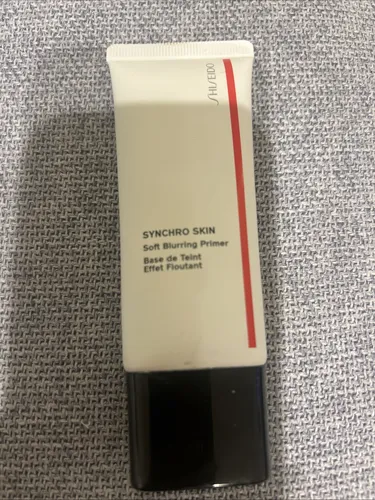 SHISEIDO
SYNCHRO SKIN
Soft Blurring Primer
Base de Teint
Effet Floutant